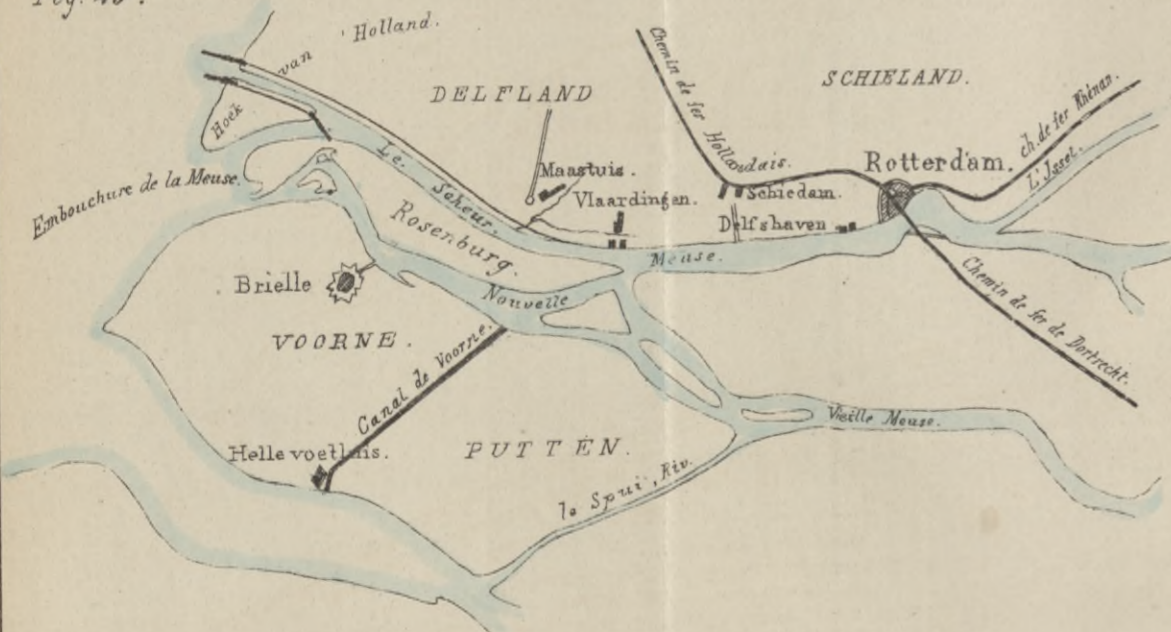 Holland.
van
Hoek
DELFLAND
SCHIELAND.
Chemin de fer Hollandais.
ch. de fer Rhénan.
L'Issel.
Rotterdam.
Embouchure de la Meuse.
Le Scheur.
Maastuis.
Vlaardingen.
Schiedam.
Delfshaven
Rosenburg.
Meuse.
Brielle
Nouvelle
Chemin de fer de Dortrecht.
VOORNE.
Canal de Voorne.
Vieille Meuse.
Hellevoetluis.
PUTTEN.
le Spui, Riv.